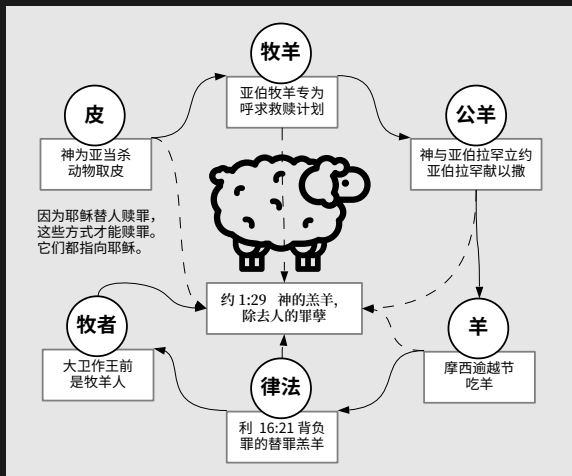 牧羊
亚伯牧羊专为
呼求救赎计划
皮
神为亚当杀
动物取皮
公羊
神与亚伯拉罕立约
亚伯拉罕献以撒
因为耶稣替人赎罪，
这些方式才能赎罪。
它们都指向耶稣。
约 1:29 神的羔羊，
除去人的罪孽
牧者
大卫作王前
是牧羊人
羊
摩西逾越节
吃羊
律法
利 16:21 背负
罪的替罪羔羊